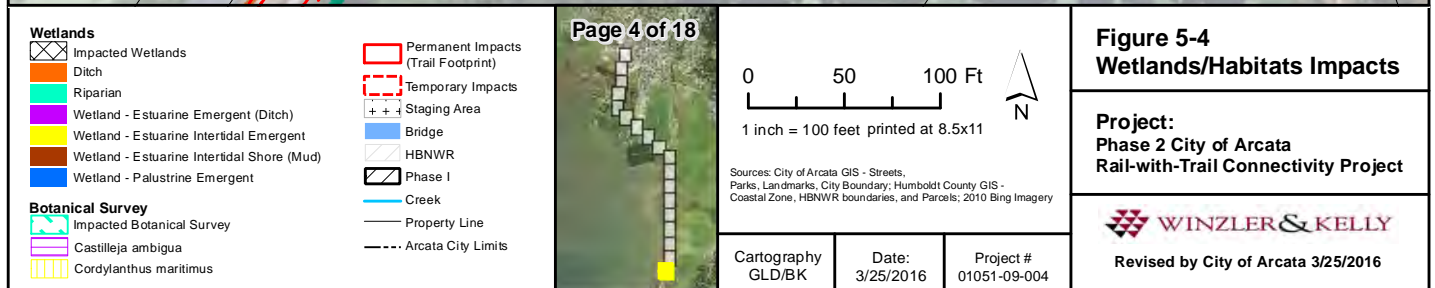 Wetlands
Impacted Wetlands
Ditch
Riparian
Wetland - Estuarine Emergent (Ditch)
Wetland - Estuarine Intertidal Emergent
Wetland - Estuarine Intertidal Shore (Mud)
Wetland - Palustrine Emergent
Botanical Survey
Impacted Botanical Survey
Castilleja ambigua
Cordylanthus maritimus
Permanent Impacts
(Trail Footprint)
Temporary Impacts
Staging Area
Bridge
HBNWR
Phase I
Creek
Property Line
Arcata City Limits
Page 4 of 18
0 50 100 Ft
N
1 inch = 100 feet printed at 8.5x11
Sources: City of Arcata GIS - Streets,
Parks, Landmarks, City Boundary; Humboldt County GIS -
Coastal Zone, HBNWR boundaries, and Parcels; 2010 Bing Imagery
Cartography
GLD/BK
Date:
3/25/2016
Project #
01051-09-004
Figure 5-4
Wetlands/Habitats Impacts
Project:
Phase 2 City of Arcata
Rail-with-Trail Connectivity Project
WINZLER & KELLY
Revised by City of Arcata 3/25/2016